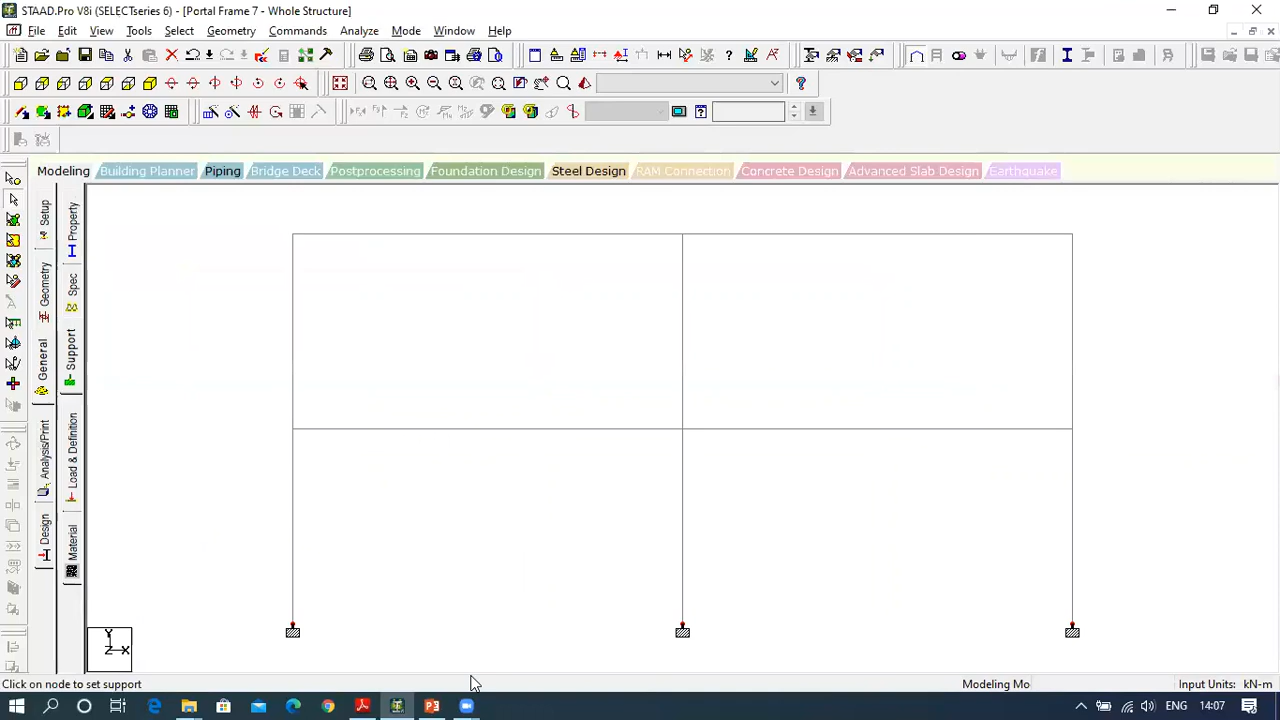 STAAD.Pro V8i (SELECTseries 6) - [Portal Frame 7 - Whole Structure]
File Edit View Tools Select Geometry Commands Analyze Mode Window Help
Modeling Building Planner Piping Bridge Deck Postprocessing Foundation Design Steel Design RAM Connection Concrete Design Advanced Slab Design Earthquake
Setup
Geometry
General
Analysis/Print
Design
Property
Spec
Support
Load & Definition
Material
Y
Z X
Click on node to set support Modeling Mo Input Units: kN-m
ENG 14:07